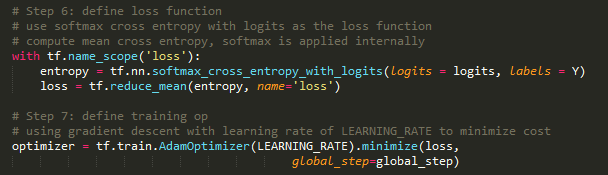 # Step 6: define loss function
# use softmax cross entropy with logits as the loss function
# compute mean cross entropy, softmax is applied internally
with tf.name_scope('loss'):
    entropy = tf.nn.softmax_cross_entropy_with_logits(logits = logits, labels = Y)
    loss = tf.reduce_mean(entropy, name='loss')

# Step 7: define training op
# using gradient descent with learning rate of LEARNING_RATE to minimize cost
optimizer = tf.train.AdamOptimizer(LEARNING_RATE).minimize(loss,
                                        global_step=global_step)